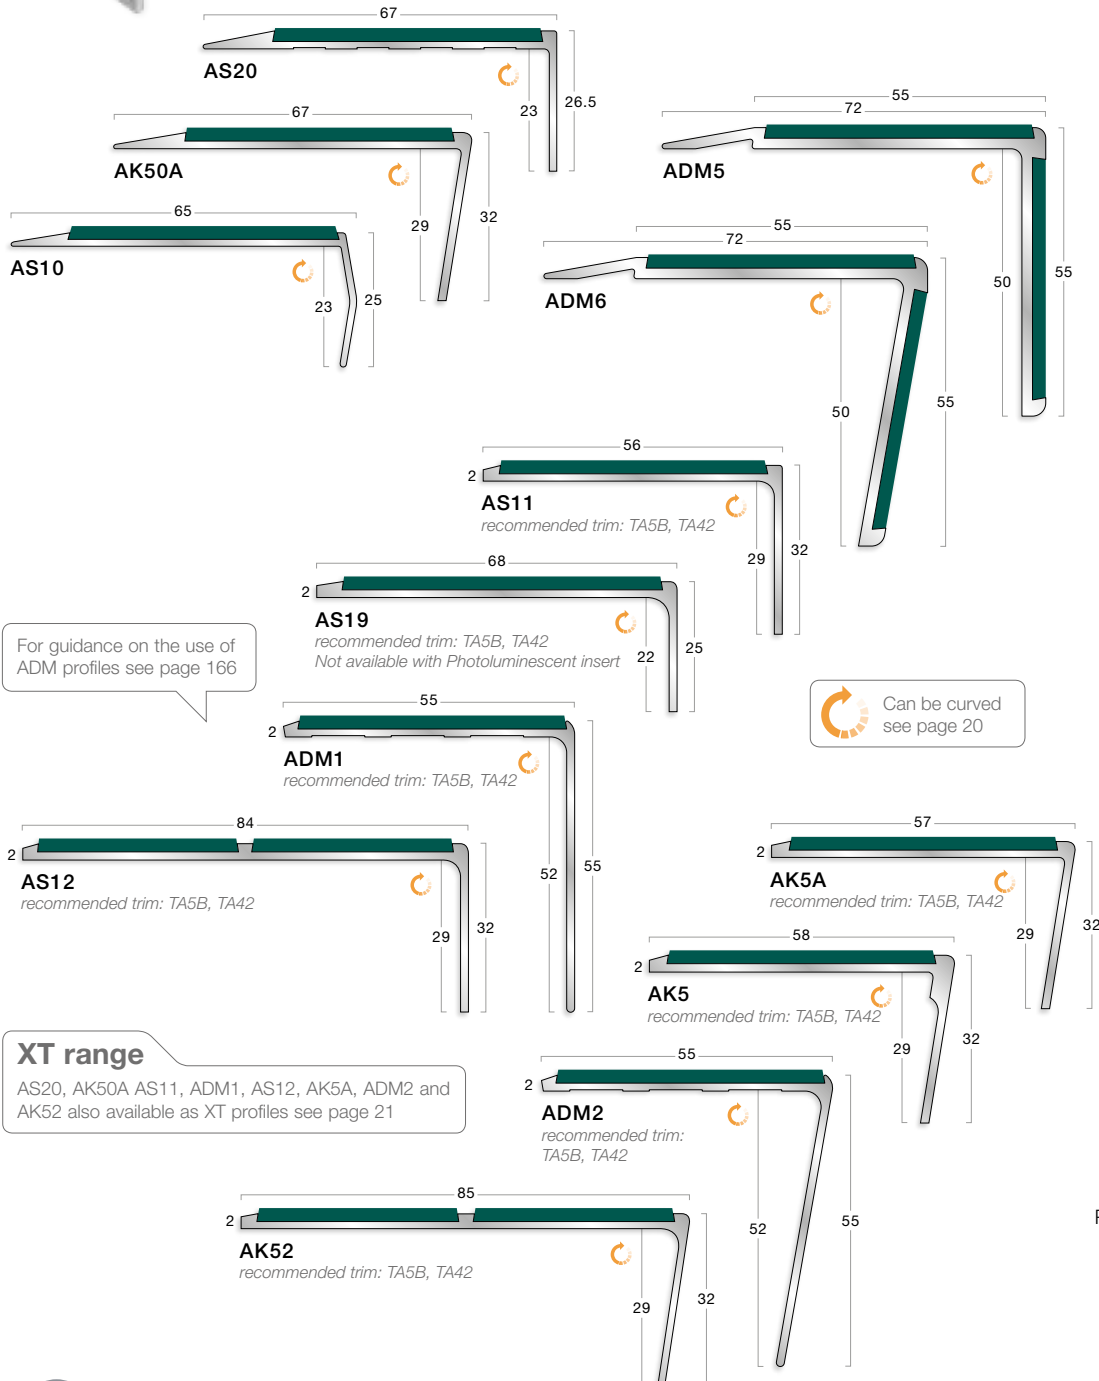 67
AS20
23
26.5
67
AK50A
29
32
55
72
ADM5
50
55
65
AS10
23
25
55
72
ADM6
50
55
56
2
AS11
recommended trim: TA5B, TA42
29
32
68
2
AS19
recommended trim: TA5B, TA42
Not available with Photoluminescent insert
22
25
For guidance on the use of
ADM profiles see page 166
Can be curved
see page 20
55
2
ADM1
recommended trim: TA5B, TA42
52
55
84
2
AS12
recommended trim: TA5B, TA42
29
32
57
2
AK5A
recommended trim: TA5B, TA42
29
32
58
2
AK5
recommended trim: TA5B, TA42
29
32
XT range
AS20, AK50A AS11, ADM1, AS12, AK5A, ADM2 and
AK52 also available as XT profiles see page 21
55
2
ADM2
recommended trim:
TA5B, TA42
52
55
85
2
AK52
recommended trim: TA5B, TA42
29
32